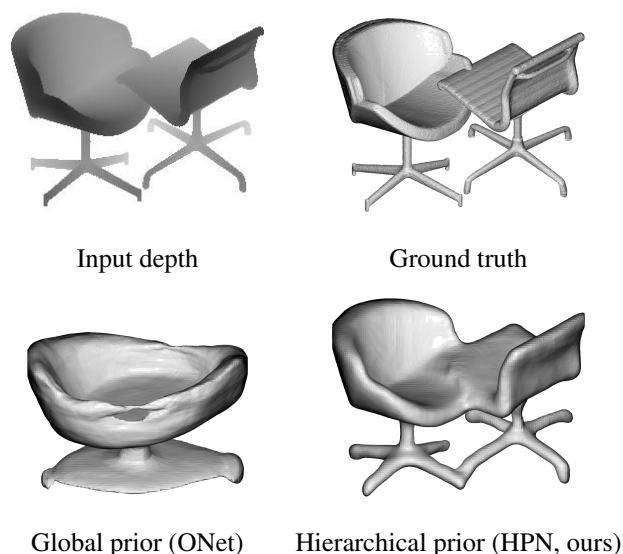 Input depth
Ground truth
Global prior (ONet)
Hierarchical prior (HPN, ours)